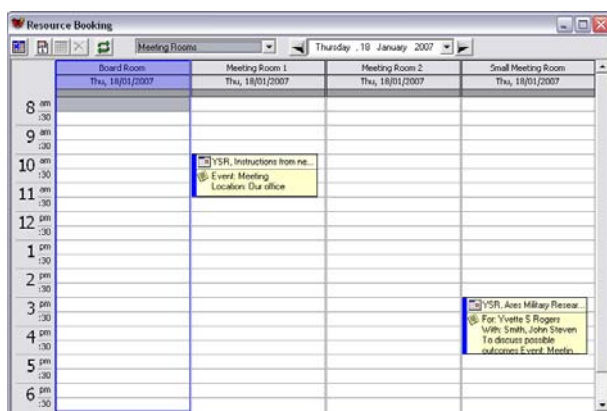 Resource Booking
Meeting Rooms
Thursday , 18 January 2007
Board Room
Meeting Room 1
Meeting Room 2
Small Meeting Room
Thu, 18/01/2007
Thu, 18/01/2007
Thu, 18/01/2007
Thu, 18/01/2007
8 am
:30
9 am
:30
10 am
:30
11 am
:30
12 pm
:30
1 pm
:30
2 pm
:30
3 pm
:30
4 pm
:30
5 pm
:30
6 pm
:30
YSR, Instructions from ne...
Event: Meeting
Location: Our office
YSR, Ares Military Resear...
For: Yvette S Rogers
With: Smith, John Steven
To discuss possible
outcomes Event: Meetin...